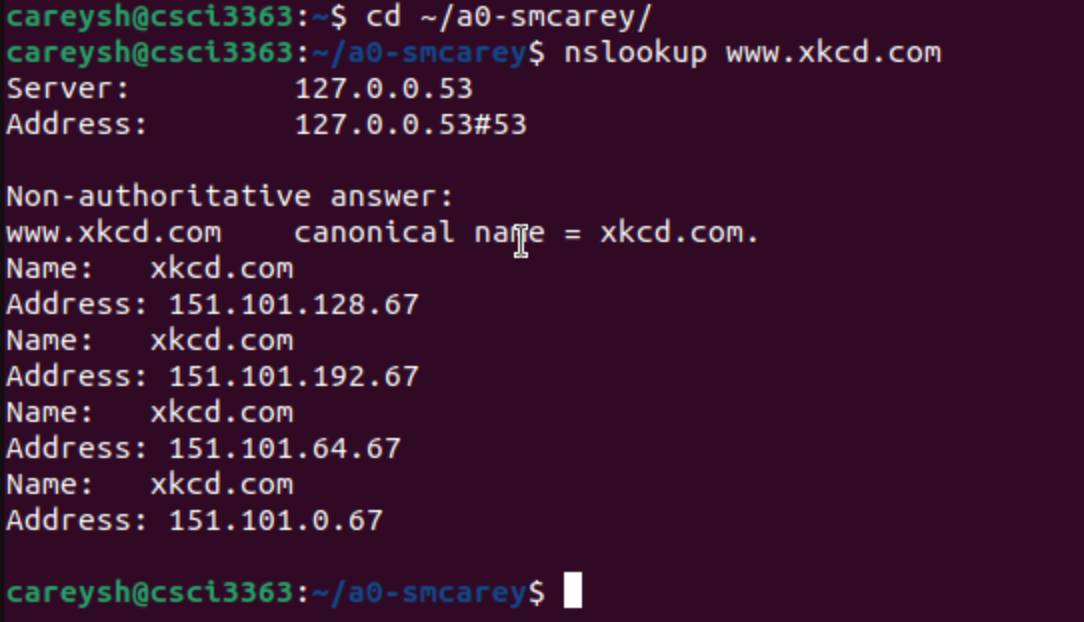 careysh@csci3363:~$ cd ~/a0-smcarey/
careysh@csci3363:~/a0-smcarey$ nslookup www.xkcd.com
Server:         127.0.0.53
Address:        127.0.0.53#53

Non-authoritative answer:
www.xkcd.com    canonical name = xkcd.com.
Name:   xkcd.com
Address: 151.101.128.67
Name:   xkcd.com
Address: 151.101.192.67
Name:   xkcd.com
Address: 151.101.64.67
Name:   xkcd.com
Address: 151.101.0.67

careysh@csci3363:~/a0-smcarey$